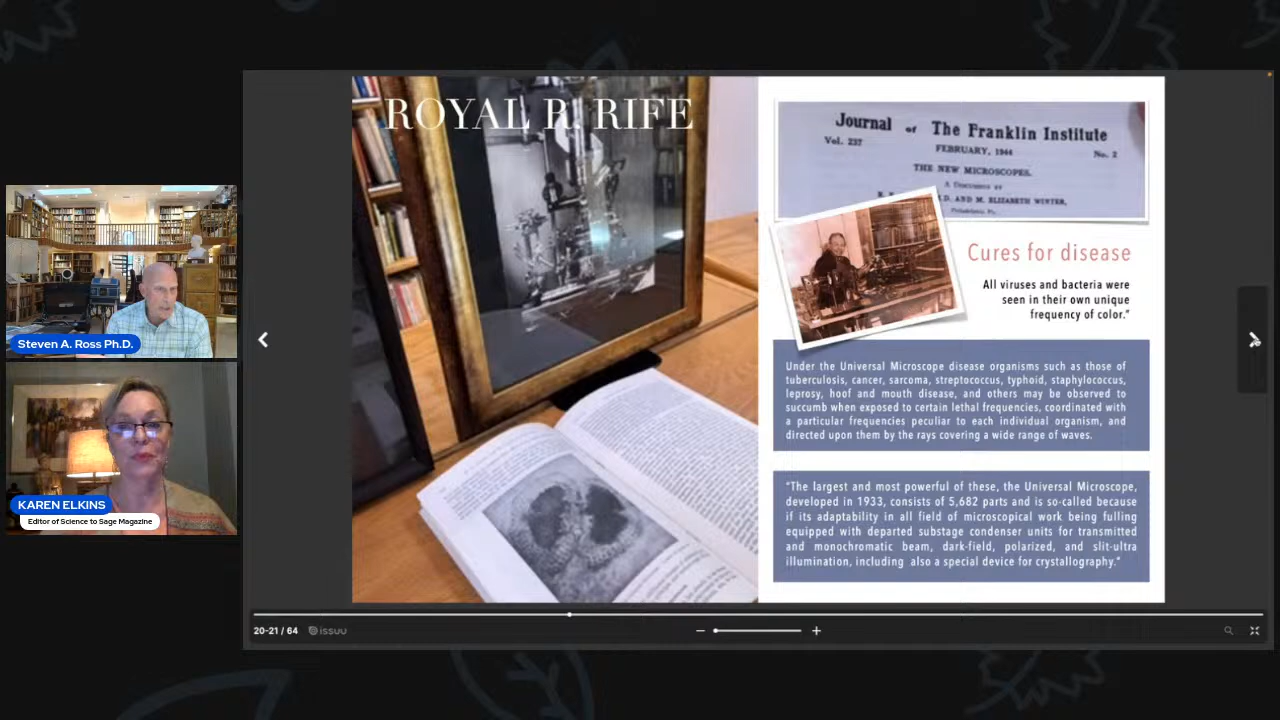 Steven A. Ross Ph.D.
KAREN ELKINS
Editor of Science to Sage Magazine
ROYAL R. RIFE
Journal of The Franklin Institute
Vol. 237
FEBRUARY, 1944
No. 2
THE NEW MICROSCOPES.
A DISCUSSION BY
R.D. AND M. ELIZABETH WINTER,
Philadelphia, Pa.
Cures for disease
All viruses and bacteria were
seen in their own unique
frequency of color.”
Under the Universal Microscope disease organisms such as those of
tuberculosis, cancer, sarcoma, streptococcus, typhoid, staphylococcus,
leprosy, hoof and mouth disease, and others may be observed to
succumb when exposed to certain lethal frequencies, coordinated with
a particular frequencies peculiar to each individual organism, and
directed upon them by the rays covering a wide range of waves.
“The largest and most powerful of these, the Universal Microscope,
developed in 1933, consists of 5,682 parts and is so-called because
if its adaptability in all field of microscopical work being fulling
equipped with departed substage condenser units for transmitted
and monochromatic beam, dark-field, polarized, and slit-ultra
illumination, including also a special device for crystallography.”
20-21 / 64
issuu